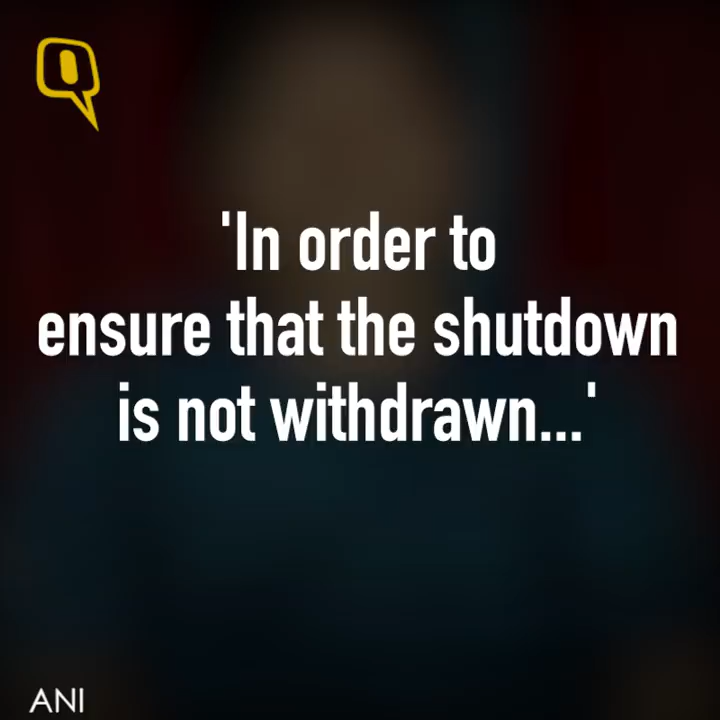 'In order to
ensure that the shutdown
is not withdrawn...'
ANI